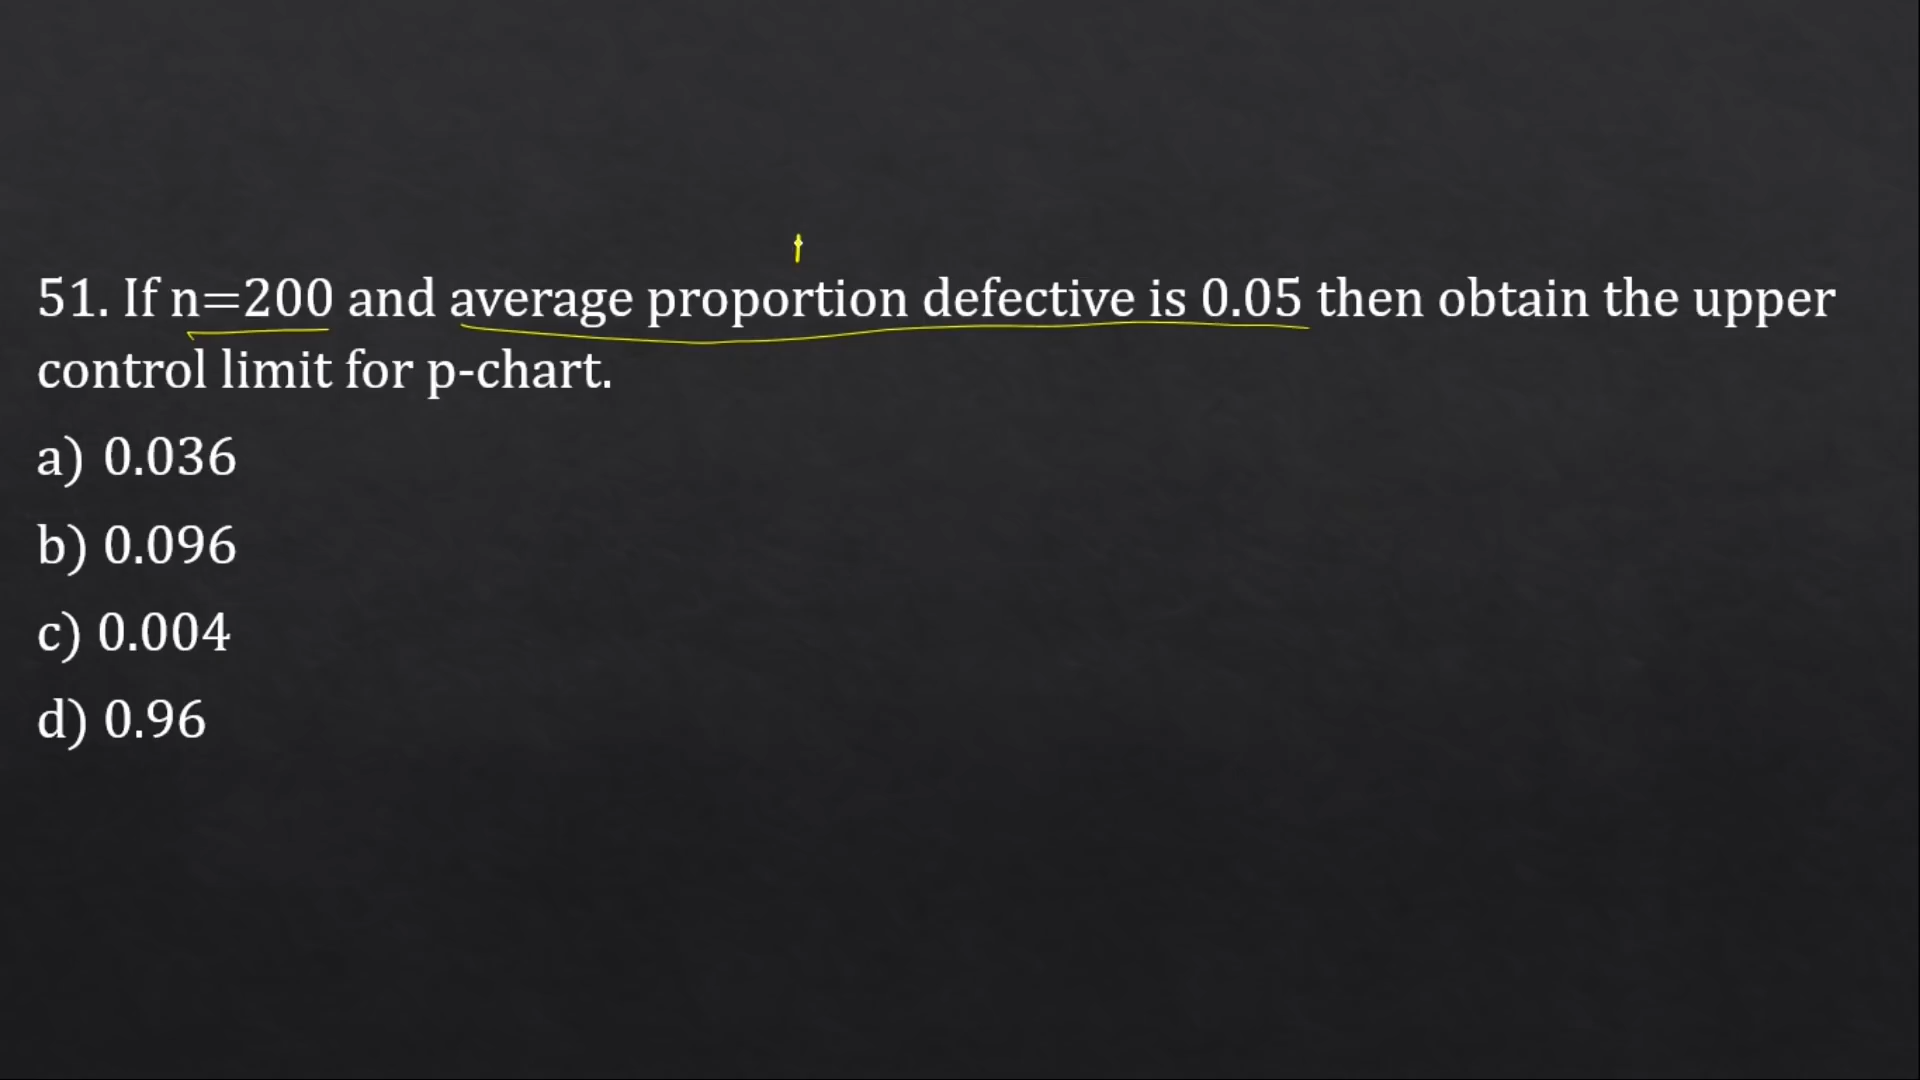 51. If n=200 and average proportion defective is 0.05 then obtain the upper
control limit for p-chart.
a) 0.036
b) 0.096
c) 0.004
d) 0.96